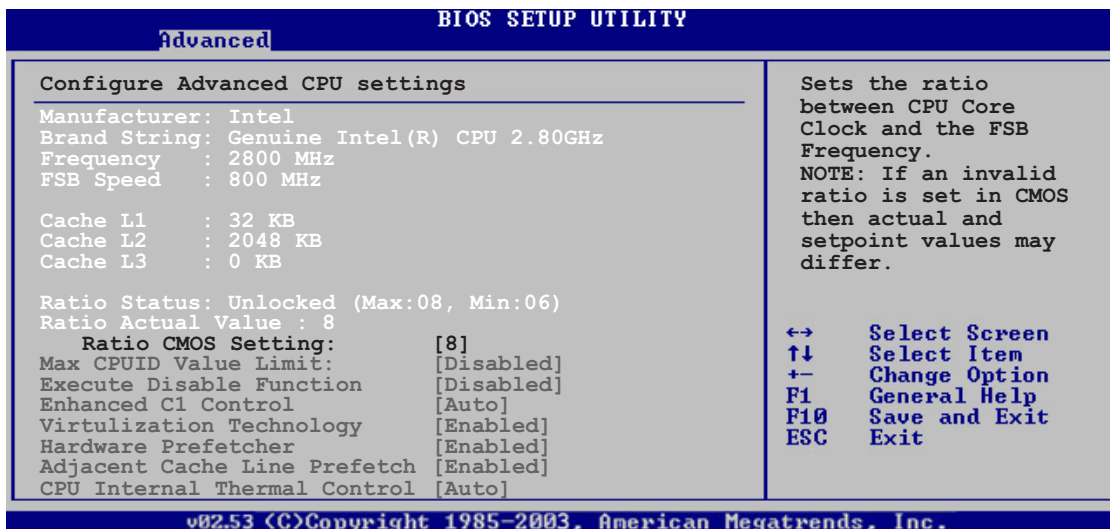 BIOS SETUP UTILITY
Advanced
Configure Advanced CPU settings
Manufacturer: Intel
Brand String: Genuine Intel(R) CPU 2.80GHz
Frequency : 2800 MHz
FSB Speed : 800 MHz
Cache L1 : 32 KB
Cache L2 : 2048 KB
Cache L3 : 0 KB
Ratio Status: Unlocked (Max:08, Min:06)
Ratio Actual Value : 8
Ratio CMOS Setting: [8]
Max CPUID Value Limit: [Disabled]
Execute Disable Function [Disabled]
Enhanced C1 Control [Auto]
Virtulization Technology [Enabled]
Hardware Prefetcher [Enabled]
Adjacent Cache Line Prefetch [Enabled]
CPU Internal Thermal Control [Auto]
Sets the ratio
between CPU Core
Clock and the FSB
Frequency.
NOTE: If an invalid
ratio is set in CMOS
then actual and
setpoint values may
differ.
←→ Select Screen
↑↓ Select Item
+- Change Option
F1 General Help
F10 Save and Exit
ESC Exit
v02.53 (C)Copyright 1985-2003, American Megatrends, Inc.